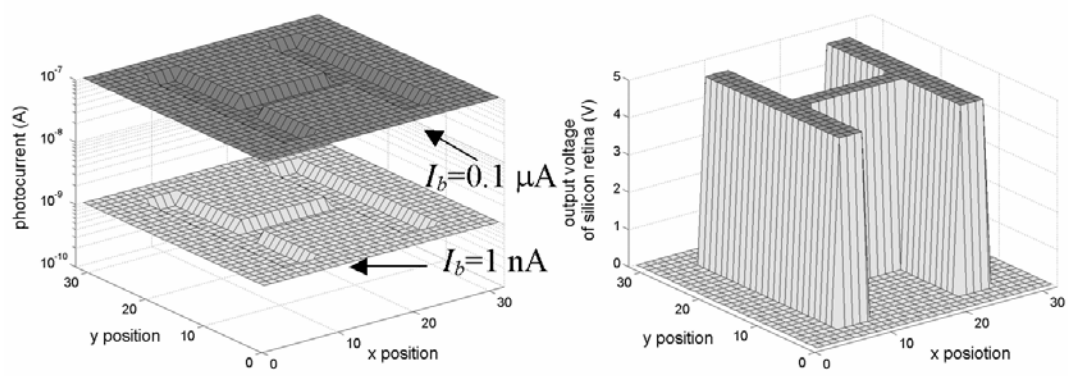 photocurrent (A)
10-7
10-8
10-9
10-10
30
20
10
0
y position
0
10
20
30
x position
Ib=0.1 μA
Ib=1 nA
output voltage
of silicon retina (V)
5
4
3
2
1
0
30
20
10
0
y position
0
10
20
30
x posiotion